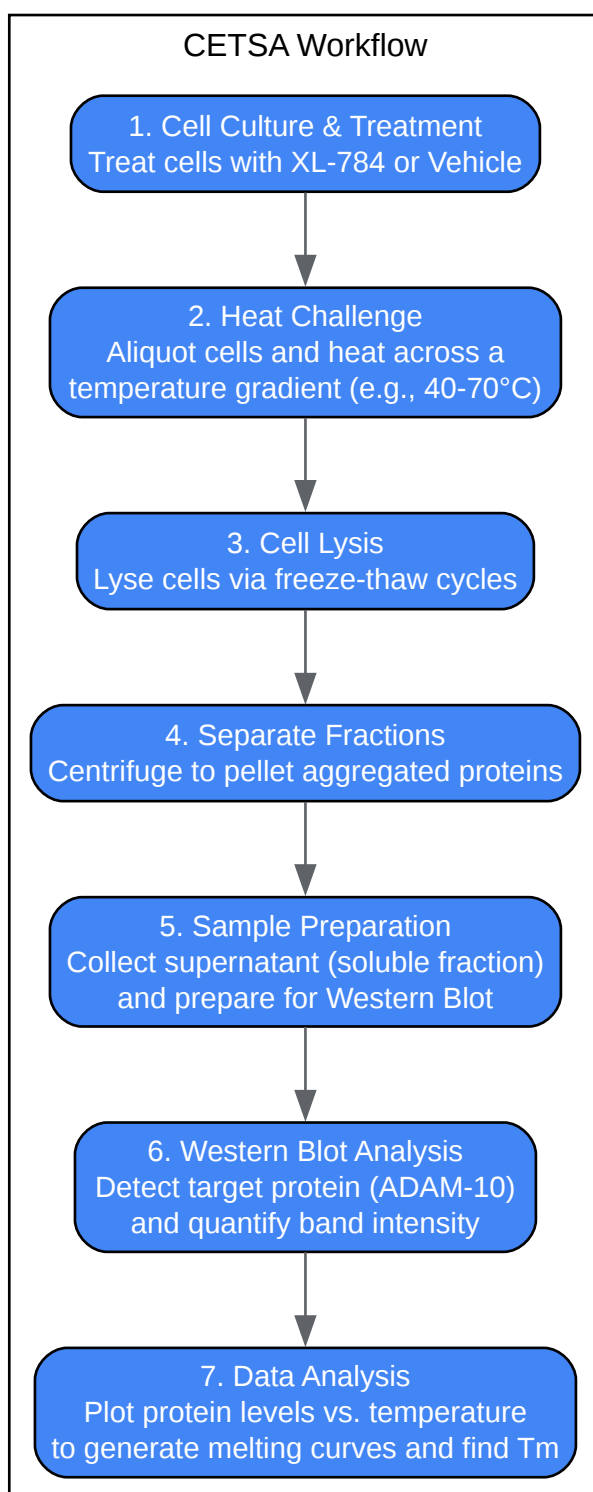 CETSA Workflow
1. Cell Culture & Treatment
Treat cells with XL-784 or Vehicle
2. Heat Challenge
Aliquot cells and heat across a
temperature gradient (e.g., 40-70°C)
3. Cell Lysis
Lyse cells via freeze-thaw cycles
4. Separate Fractions
Centrifuge to pellet aggregated proteins
5. Sample Preparation
Collect supernatant (soluble fraction)
and prepare for Western Blot
6. Western Blot Analysis
Detect target protein (ADAM-10)
and quantify band intensity
7. Data Analysis
Plot protein levels vs. temperature
to generate melting curves and find Tm